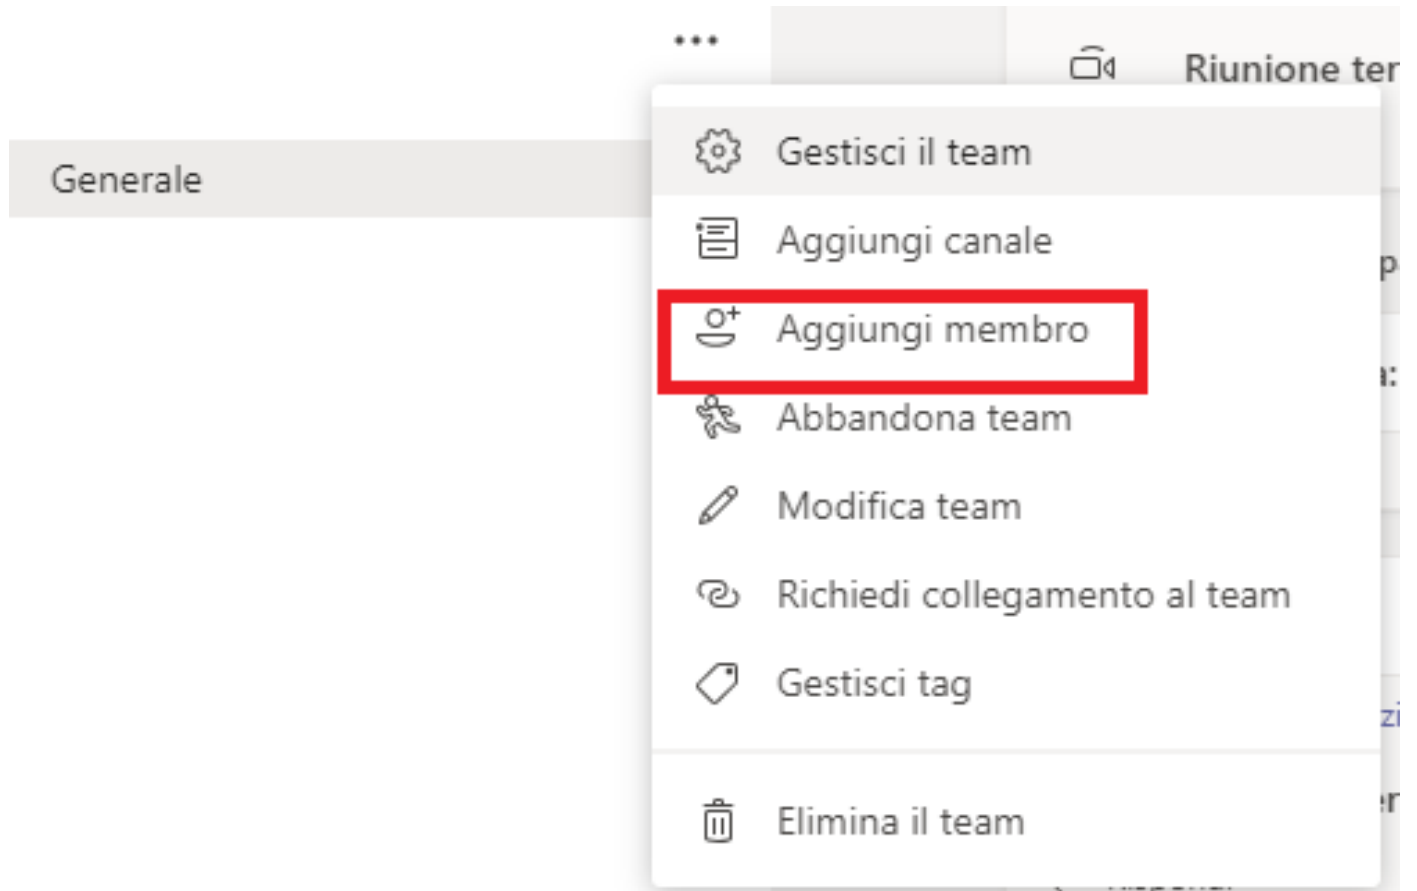 Riunione ter
Gestisci il team
Generale
Aggiungi canale
Aggiungi membro
Abbandona team
Modifica team
Richiedi collegamento al team
Gestisci tag
zi
Elimina il team